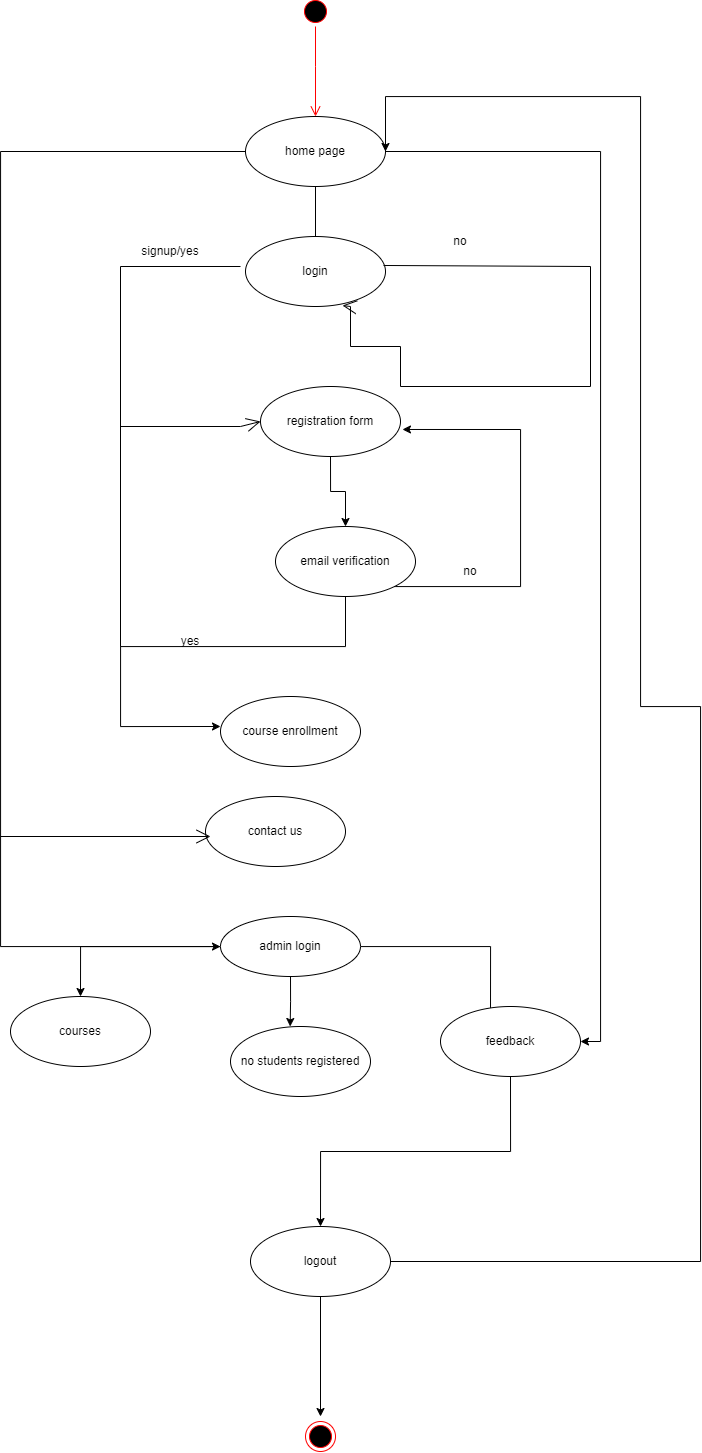 home page
signup/yes
no
login
registration form
email verification
no
yes
course enrollment
contact us
admin login
courses
no students registered
feedback
logout